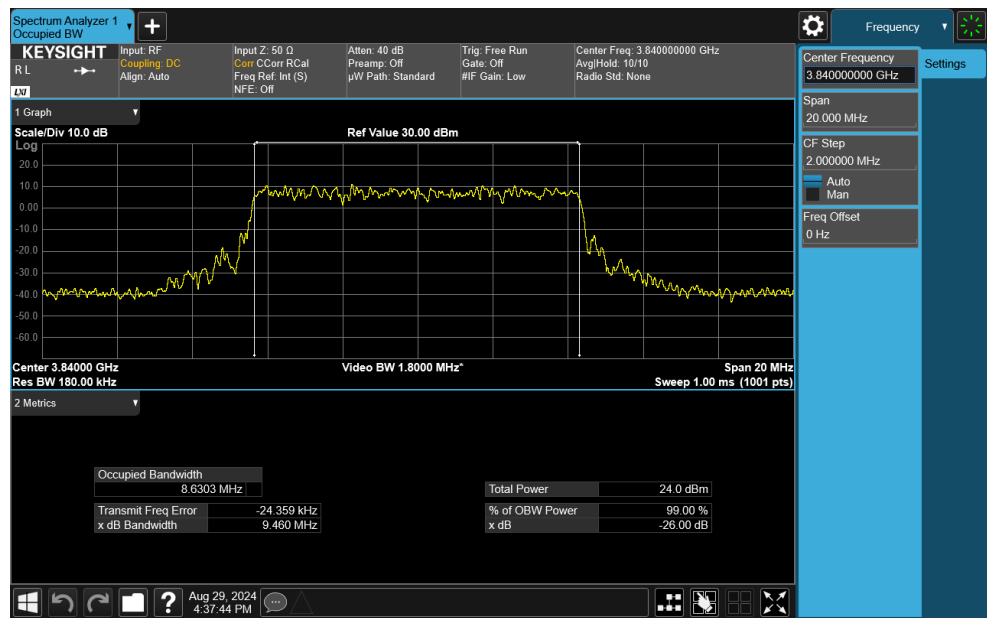 Spectrum Analyzer 1
Occupied BW
+
Frequency
KEYSIGHT
R L
LXI
Input: RF
Coupling: DC
Align: Auto
Input Z: 50 Ω
Corr CCorr RCal
Freq Ref: Int (S)
NFE: Off
Atten: 40 dB
Preamp: Off
µW Path: Standard
Trig: Free Run
Gate: Off
#IF Gain: Low
Center Freq: 3.840000000 GHz
Avg|Hold: 10/10
Radio Std: None
Center Frequency
3.840000000 GHz
Settings
Span
20.000 MHz
CF Step
2.000000 MHz
Auto
Man
Freq Offset
0 Hz
1 Graph
Scale/Div 10.0 dB
Ref Value 30.00 dBm
Log
20.0
10.0
0.00
-10.0
-20.0
-30.0
-40.0
-50.0
-60.0
Center 3.84000 GHz
Video BW 1.8000 MHz*
Span 20 MHz
Res BW 180.00 kHz
Sweep 1.00 ms (1001 pts)
2 Metrics
Occupied Bandwidth
8.6303 MHz
Total Power 24.0 dBm
Transmit Freq Error -24.359 kHz
% of OBW Power 99.00 %
x dB Bandwidth 9.460 MHz
x dB -26.00 dB
?
Aug 29, 2024
4:37:44 PM